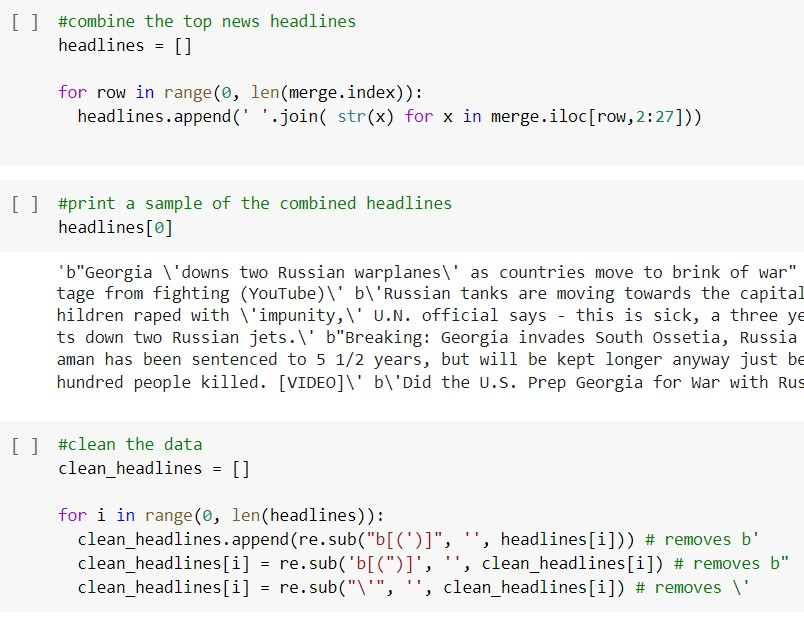 [ ] #combine the top news headlines
headlines = []
for row in range(0, len(merge.index)):
headlines.append(' '.join( str(x) for x in merge.iloc[row,2:27]))
[ ] #print a sample of the combined headlines
headlines[0]
'b"Georgia \'downs two Russian warplanes\' as countries move to brink of war"
tage from fighting (YouTube)\' b\'Russian tanks are moving towards the capital
hildren raped with \'impunity,\' U.N. official says - this is sick, a three ye
ts down two Russian jets.\' b"Breaking: Georgia invades South Ossetia, Russia
aman has been sentenced to 5 1/2 years, but will be kept longer anyway just be
hundred people killed. [VIDEO]\' b\'Did the U.S. Prep Georgia for War with Rus
[ ] #clean the data
clean_headlines = []
for i in range(0, len(headlines)):
clean_headlines.append(re.sub("b[(')]", '', headlines[i])) # removes b'
clean_headlines[i] = re.sub('b[(")]', '', clean_headlines[i]) # removes b"
clean_headlines[i] = re.sub("\'", '', clean_headlines[i]) # removes \'